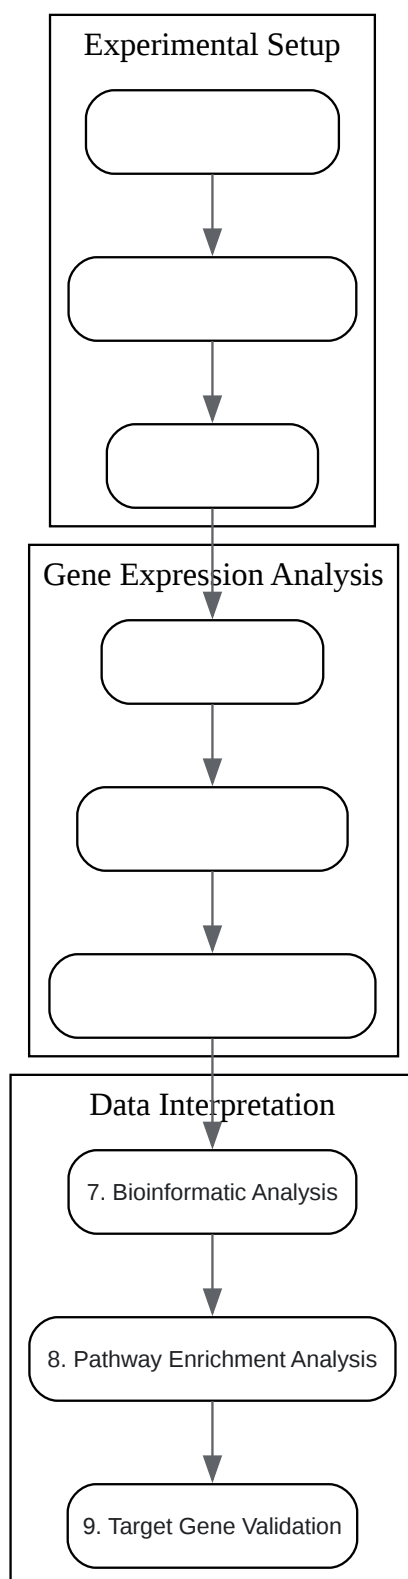 Experimental Setup
Gene Expression Analysis
Data Interpretation
7. Bioinformatic Analysis
8. Pathway Enrichment Analysis
9. Target Gene Validation